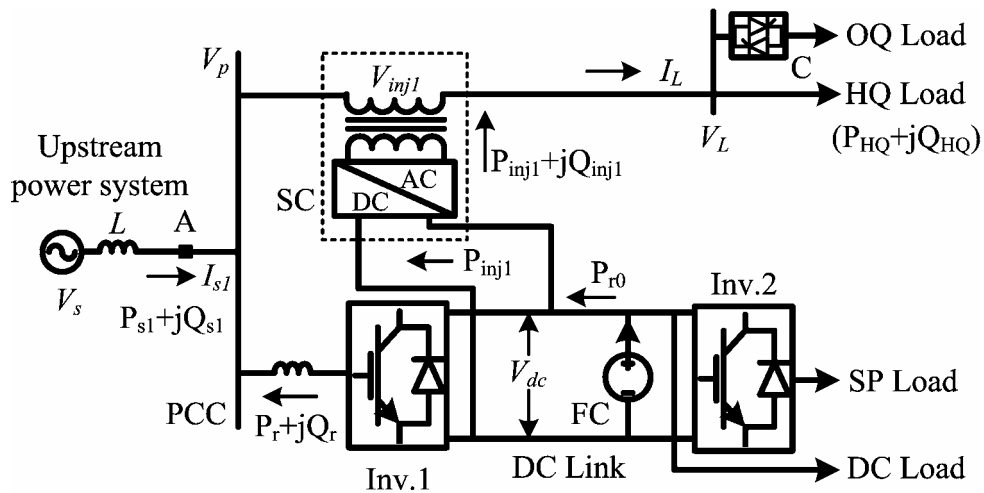 V_p
V_inj1
I_L
OQ Load
C
HQ Load
(P_HQ+jQ_HQ)
V_L
Upstream
power system
L
A
V_s
I_s1
P_s1+jQ_s1
SC
AC
DC
P_inj1+jQ_inj1
P_inj1
P_r0
Inv.2
V_dc
FC
SP Load
PCC
P_r+jQ_r
Inv.1
DC Link
DC Load